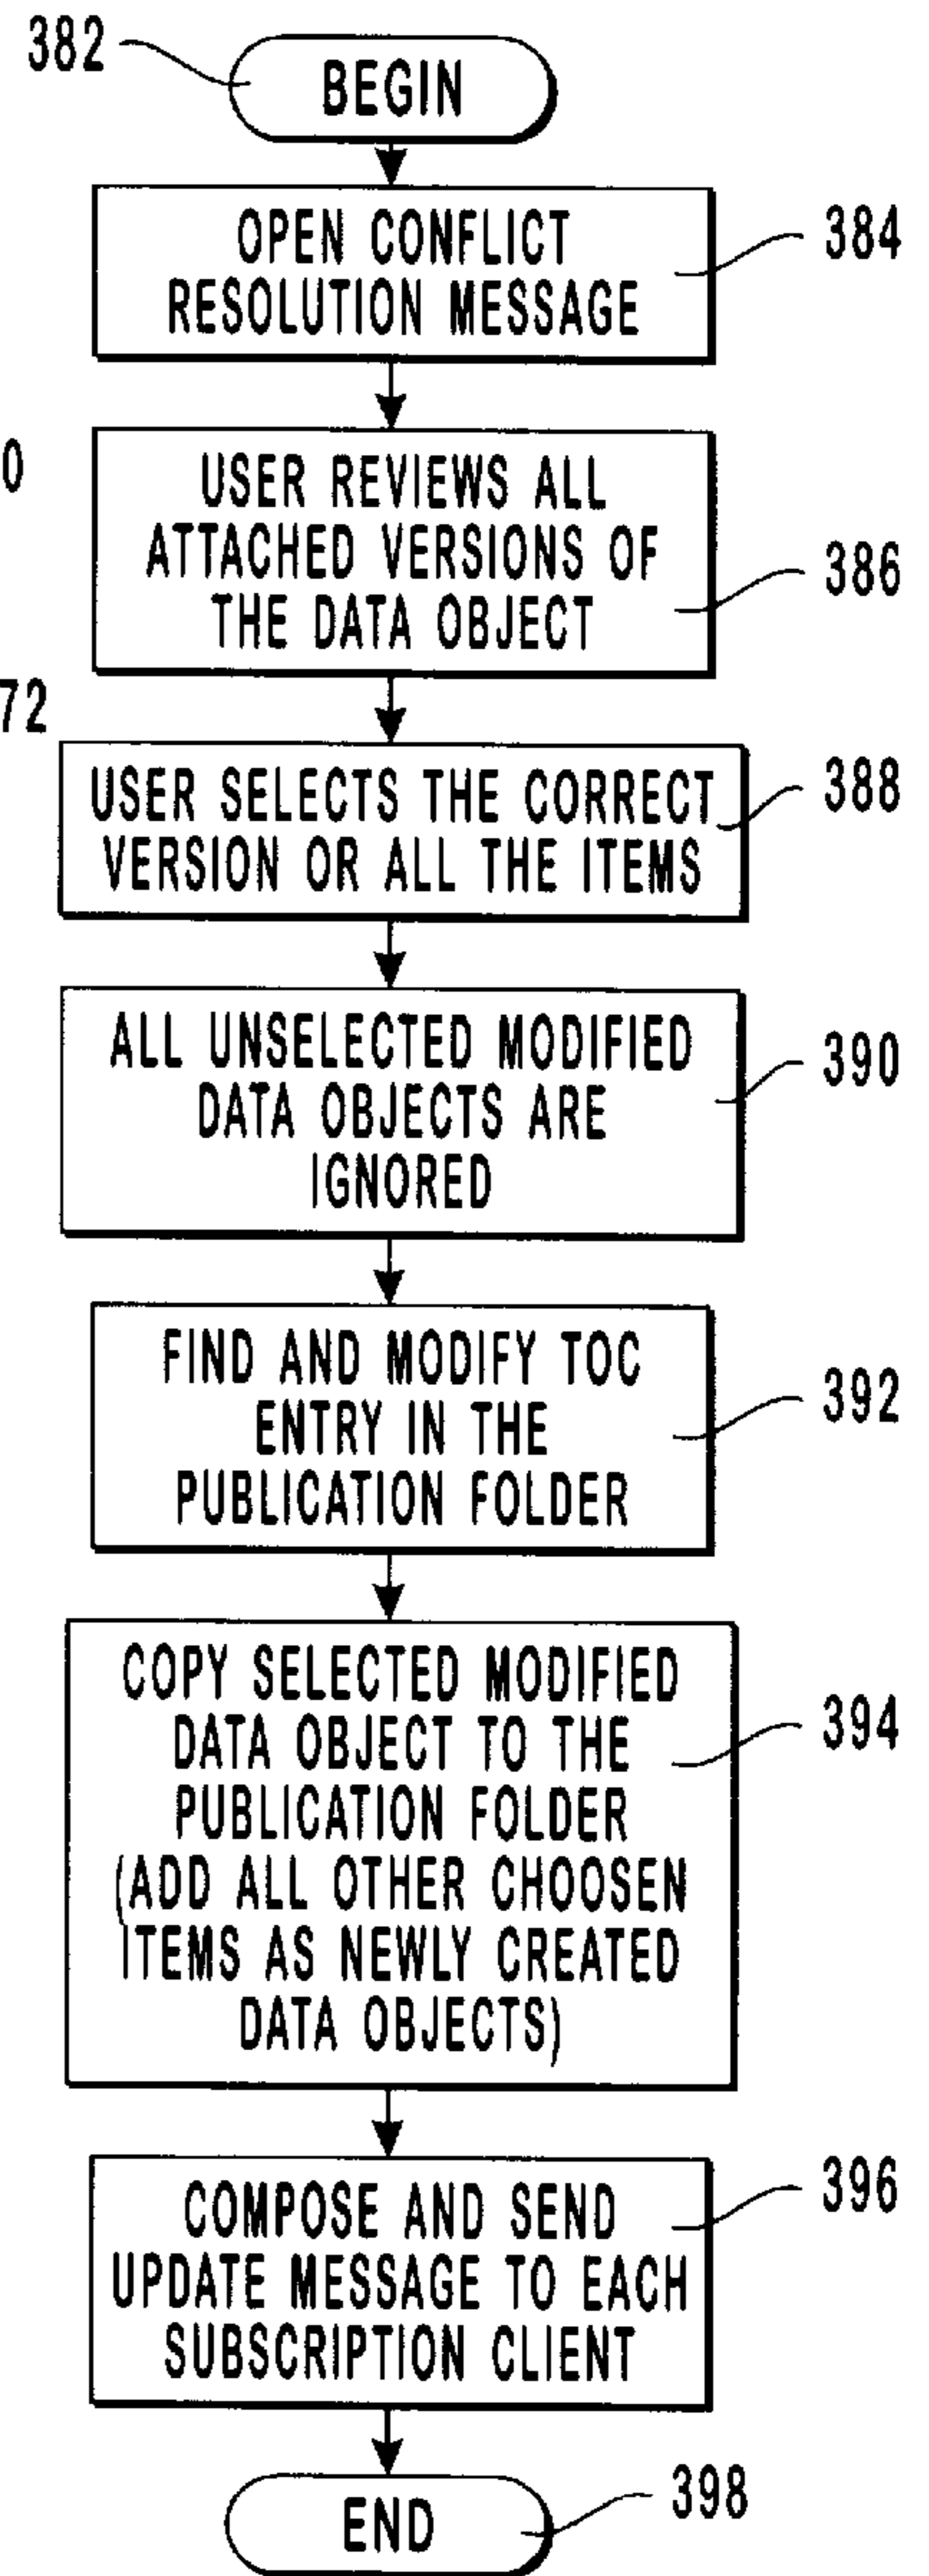 382
BEGIN
OPEN CONFLICT
RESOLUTION MESSAGE
384
0
USER REVIEWS ALL
ATTACHED VERSIONS OF
THE DATA OBJECT
386
72
USER SELECTS THE CORRECT
VERSION OR ALL THE ITEMS
388
ALL UNSELECTED MODIFIED
DATA OBJECTS ARE
IGNORED
390
FIND AND MODIFY TOC
ENTRY IN THE
PUBLICATION FOLDER
392
COPY SELECTED MODIFIED
DATA OBJECT TO THE
PUBLICATION FOLDER
(ADD ALL OTHER CHOOSEN
ITEMS AS NEWLY CREATED
DATA OBJECTS)
394
COMPOSE AND SEND
UPDATE MESSAGE TO EACH
SUBSCRIPTION CLIENT
396
END
398